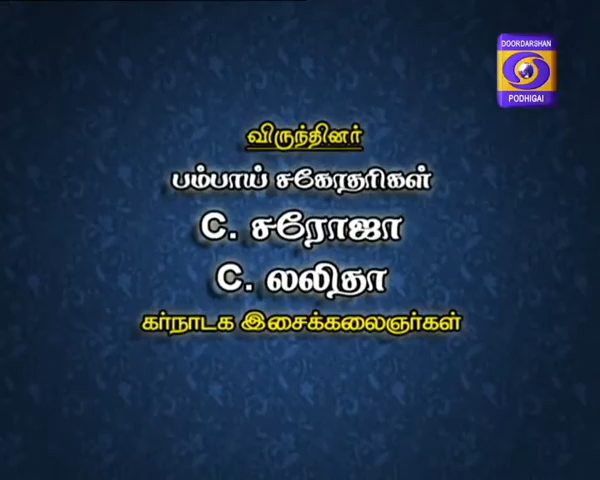 DOORDARSHAN
PODHIGAI
விருந்தினர்
பம்பாய் சகோதரிகள்
C. சரோஜா
C. லலிதா
கர்நாடக இசைக்கலைஞர்கள்